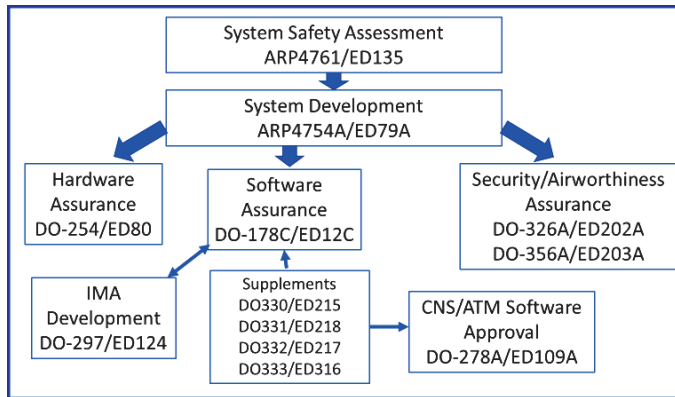 System Safety Assessment
ARP4761/ED135
System Development
ARP4754A/ED79A
Hardware
Assurance
DO-254/ED80
Software
Assurance
DO-178C/ED12C
Security/Airworthiness
Assurance
DO-326A/ED202A
DO-356A/ED203A
IMA
Development
DO-297/ED124
Supplements
DO330/ED215
DO331/ED218
DO332/ED217
DO333/ED316
CNS/ATM Software
Approval
DO-278A/ED109A